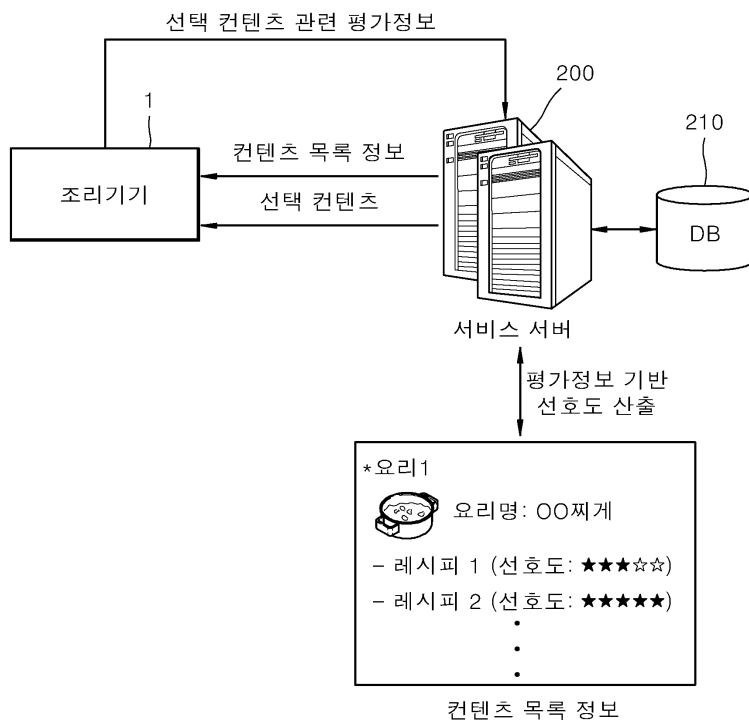 선택 컨텐츠 관련 평가정보
200
1
210
컨텐츠 목록 정보
조리기기
선택 컨텐츠
DB
서비스 서버
평가정보 기반
선호도 산출
*요리1
요리명: OO찌게
- 레시피 1 (선호도: ★★★☆☆)
- 레시피 2 (선호도: ★★★★★)
컨텐츠 목록 정보